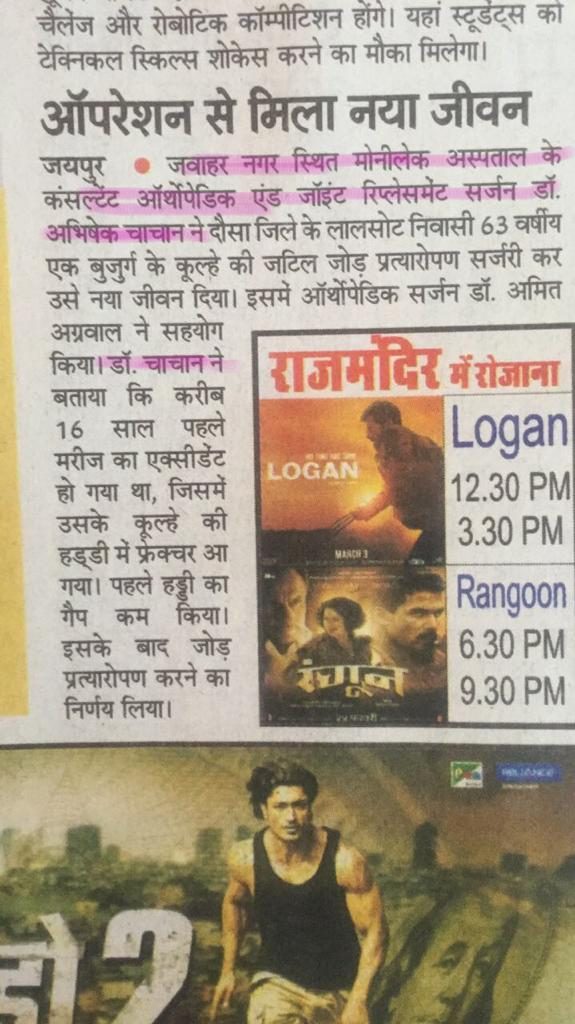 चैलेंज और रोबोटिक कॉम्पीटिशन होंगे। यहां स्टूडेंट्स को
टेक्निकल स्किल्स शोकेस करने का मौका मिलेगा।
ऑपरेशन से मिला नया जीवन
जयपुर ● जवाहर नगर स्थित मोनीलेक अस्पताल के
कंसल्टेंट ऑर्थोपेडिक एंड जॉइंट रिप्लेसमेंट सर्जन डॉ.
अभिषेक चाचान ने दौसा जिले के लालसोट निवासी 63 वर्षीय
एक बुजुर्ग के कूल्हे की जटिल जोड़ प्रत्यारोपण सर्जरी कर
उसे नया जीवन दिया। इसमें ऑर्थोपेडिक सर्जन डॉ. अमित
अग्रवाल ने सहयोग
किया। डॉ. चाचान ने
बताया कि करीब
16 साल पहले
मरीज का एक्सीडेंट
हो गया था, जिसमें
उसके कूल्हे की
हड्डी में फ्रेक्चर आ
गया। पहले हड्डी का
गैप कम किया।
इसके बाद जोड़
प्रत्यारोपण करने का
निर्णय लिया।
राजमंदिर में रोजाना
LOGAN
MARCH 3
Logan
12.30 PM
3.30 PM
रंगून
२४ फरवरी
Rangoon
6.30 PM
9.30 PM
RELIANCE
Entertainment
डो 2